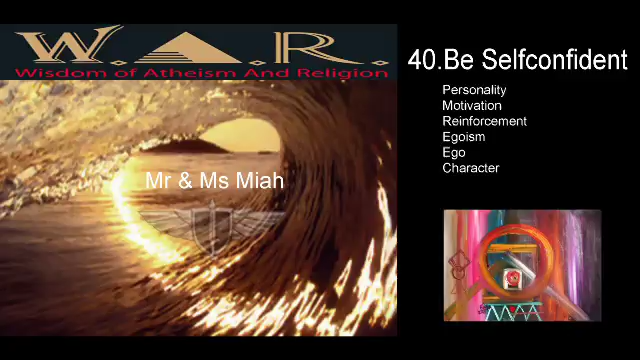 W.A.R.
Wisdom of Atheism And Religion
Mr & Ms Miah
40.Be Selfconfident
Personality
Motivation
Reinforcement
Egoism
Ego
Character